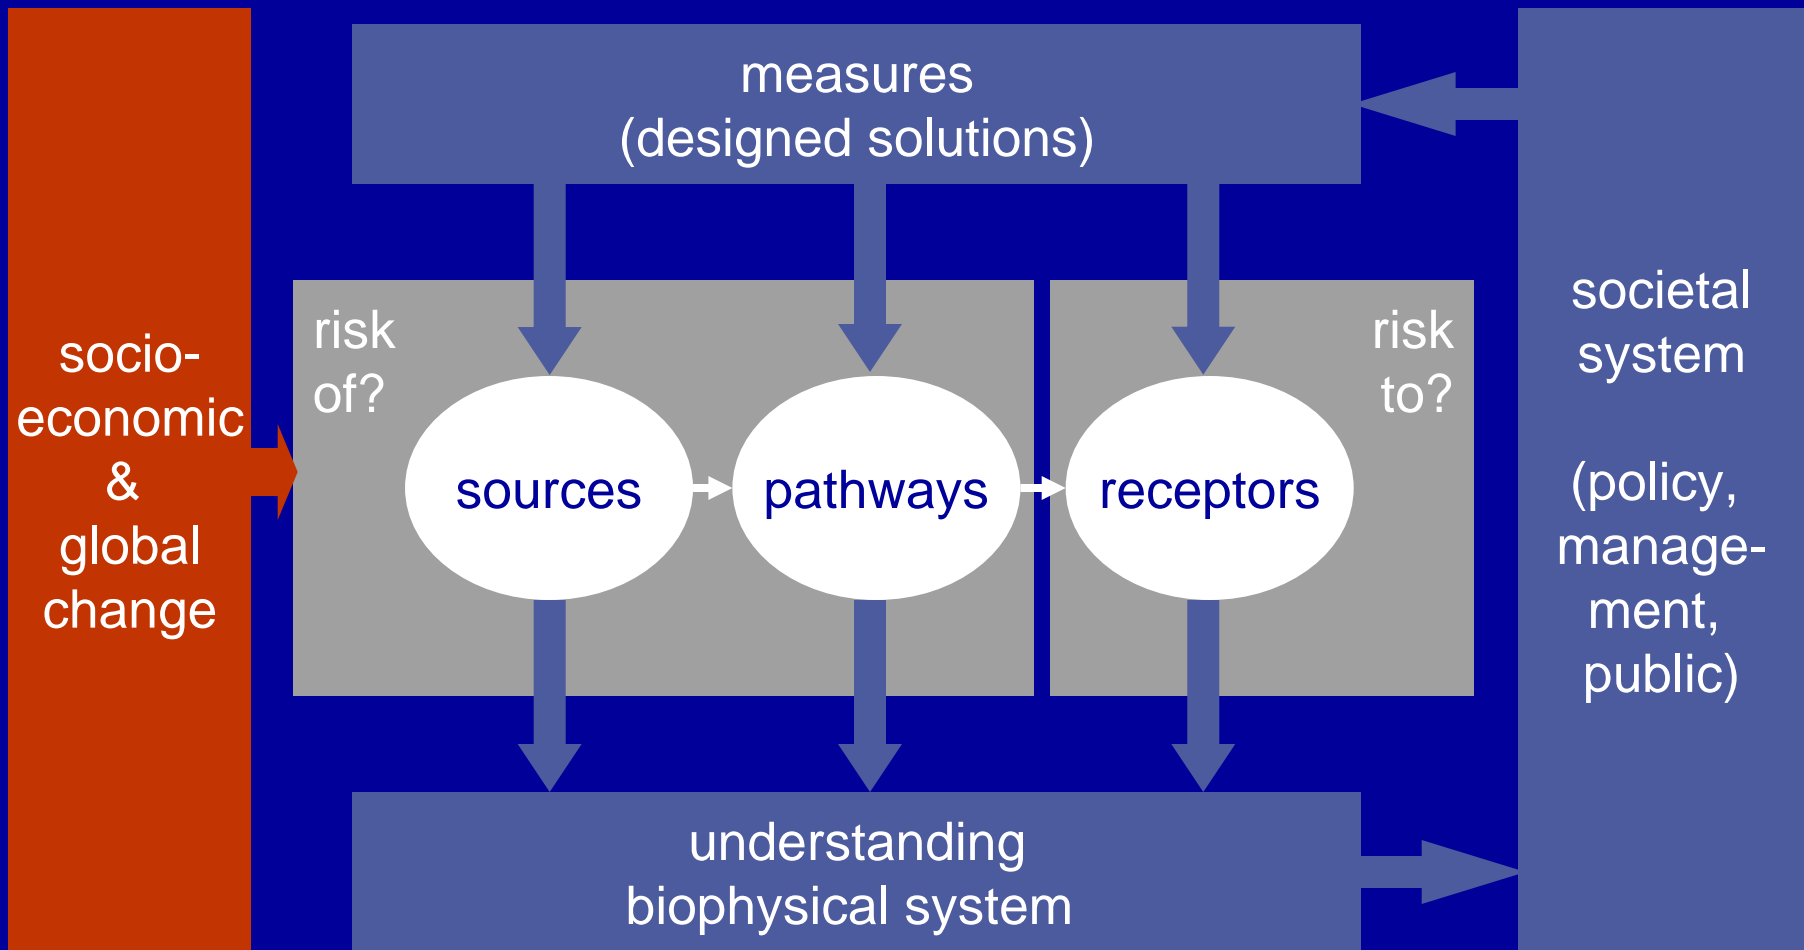 measures
(designed solutions)
socio-
economic
&
global
change
risk
of?
risk
to?
sources
pathways
receptors
societal
system
(policy,
manage-
ment,
public)
understanding
biophysical system